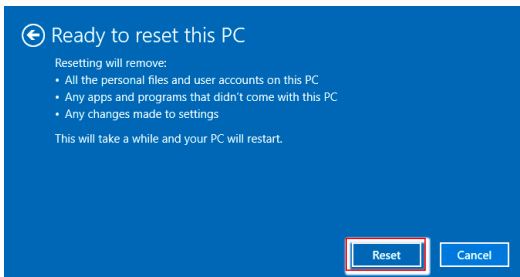 Ready to reset this PC
Resetting will remove:
• All the personal files and user accounts on this PC
• Any apps and programs that didn't come with this PC
• Any changes made to settings
This will take a while and your PC will restart.
Reset
Cancel